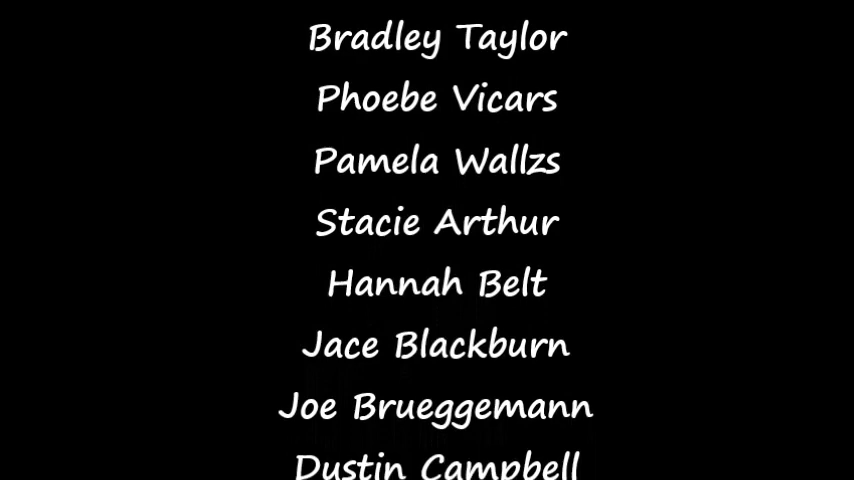 Bradley Taylor
Phoebe Vicars
Pamela Wallzs
Stacie Arthur
Hannah Belt
Jace Blackburn
Joe Brueggemann
Dustin Campbell